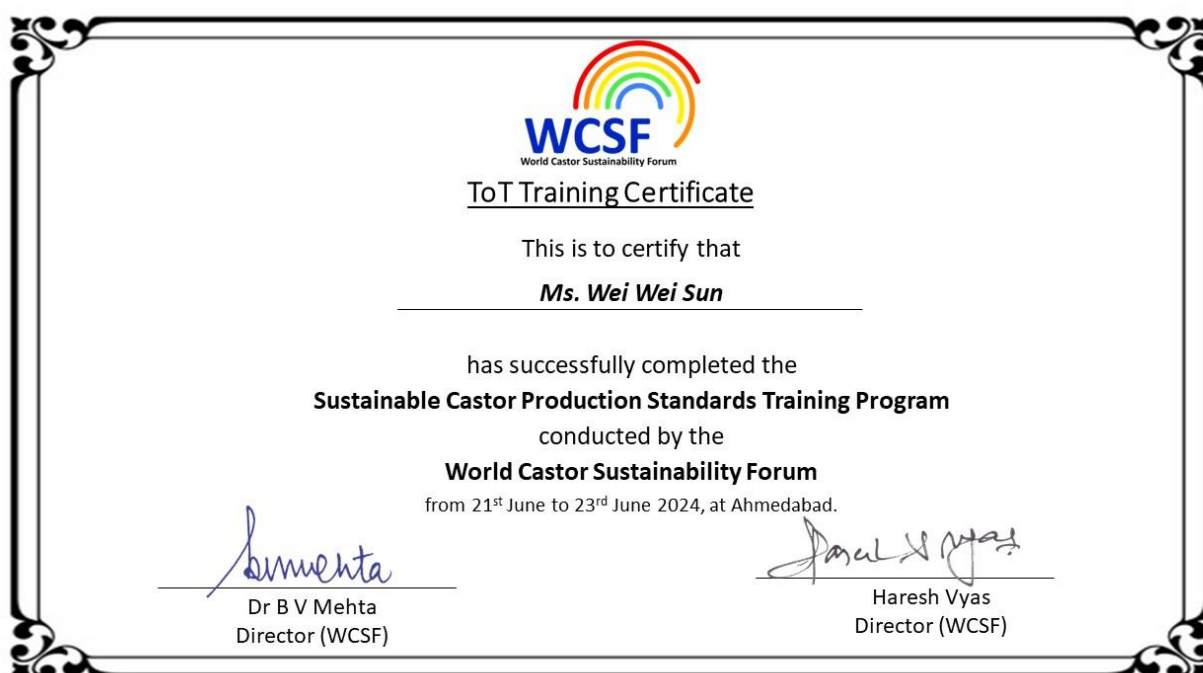 WCSF
World Castor Sustainability Forum
ToT Training Certificate
This is to certify that
Ms. Wei Wei Sun
has successfully completed the
Sustainable Castor Production Standards Training Program
conducted by the
World Castor Sustainability Forum
from 21st June to 23rd June 2024, at Ahmedabad.
Dr B V Mehta
Director (WCSF)
Haresh Vyas
Director (WCSF)